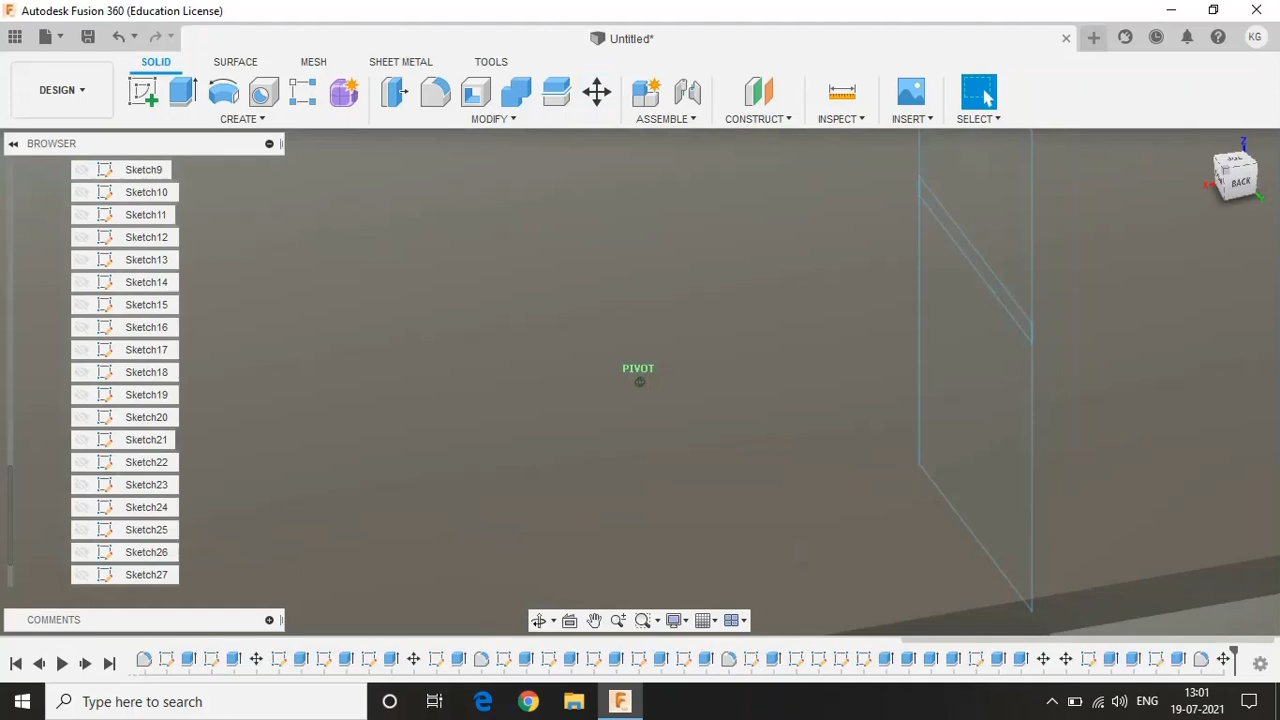 Autodesk Fusion 360 (Education License)
Untitled*
KG
SOLID SURFACE MESH SHEET METAL TOOLS
DESIGN
CREATE MODIFY ASSEMBLE CONSTRUCT INSPECT INSERT SELECT
BROWSER
Sketch9
Sketch10
Sketch11
Sketch12
Sketch13
Sketch14
Sketch15
Sketch16
Sketch17
Sketch18
Sketch19
Sketch20
Sketch21
Sketch22
Sketch23
Sketch24
Sketch25
Sketch26
Sketch27
Z
BACK
PIVOT
COMMENTS
Type here to search
ENG
13:01
19-07-2021